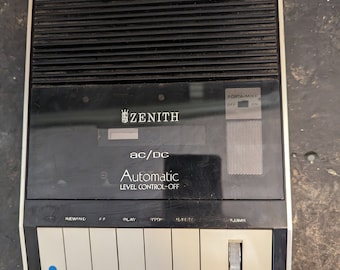 ZENITH
ac/DC
Automatic
LEVEL CONTROL-OFF
REWIND F.F PLAY STOP